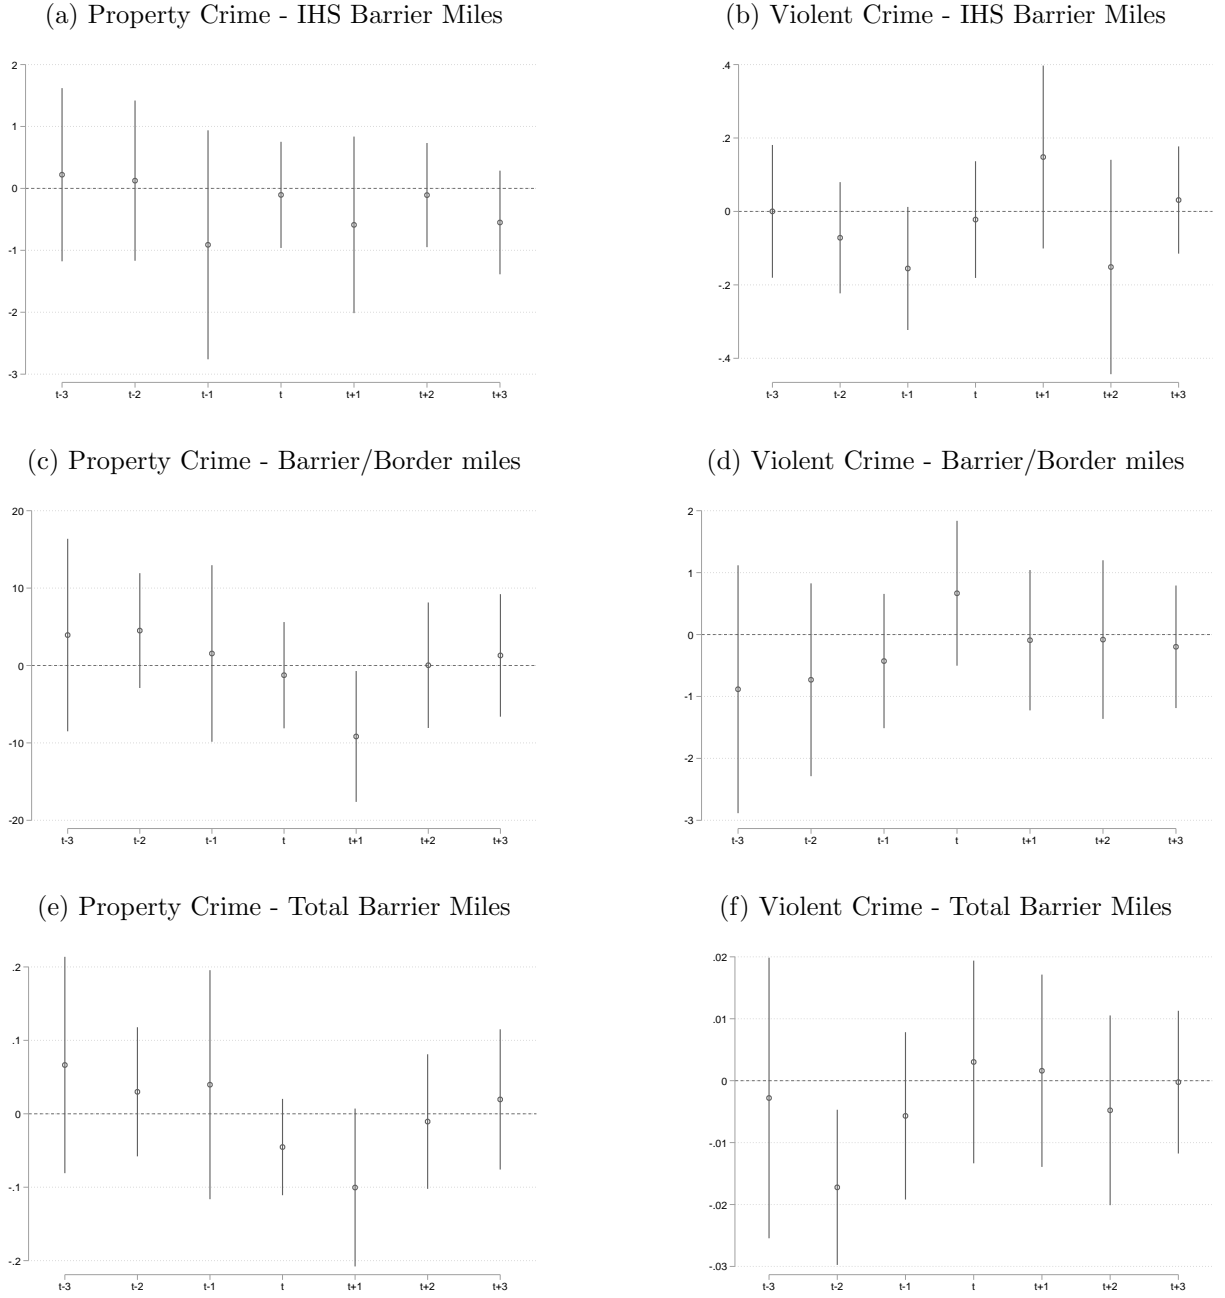 (a) Property Crime - IHS Barrier Miles
2
1
0
-1
-2
-3
t-3 t-2 t-1 t t+1 t+2 t+3
(b) Violent Crime - IHS Barrier Miles
.4
.2
0
-.2
-.4
t-3 t-2 t-1 t t+1 t+2 t+3
(c) Property Crime - Barrier/Border miles
20
10
0
-10
-20
t-3 t-2 t-1 t t+1 t+2 t+3
(d) Violent Crime - Barrier/Border miles
2
1
0
-1
-2
-3
t-3 t-2 t-1 t t+1 t+2 t+3
(e) Property Crime - Total Barrier Miles
.2
.1
0
-.1
-.2
t-3 t-2 t-1 t t+1 t+2 t+3
(f) Violent Crime - Total Barrier Miles
.02
.01
0
-.01
-.02
-.03
t-3 t-2 t-1 t t+1 t+2 t+3